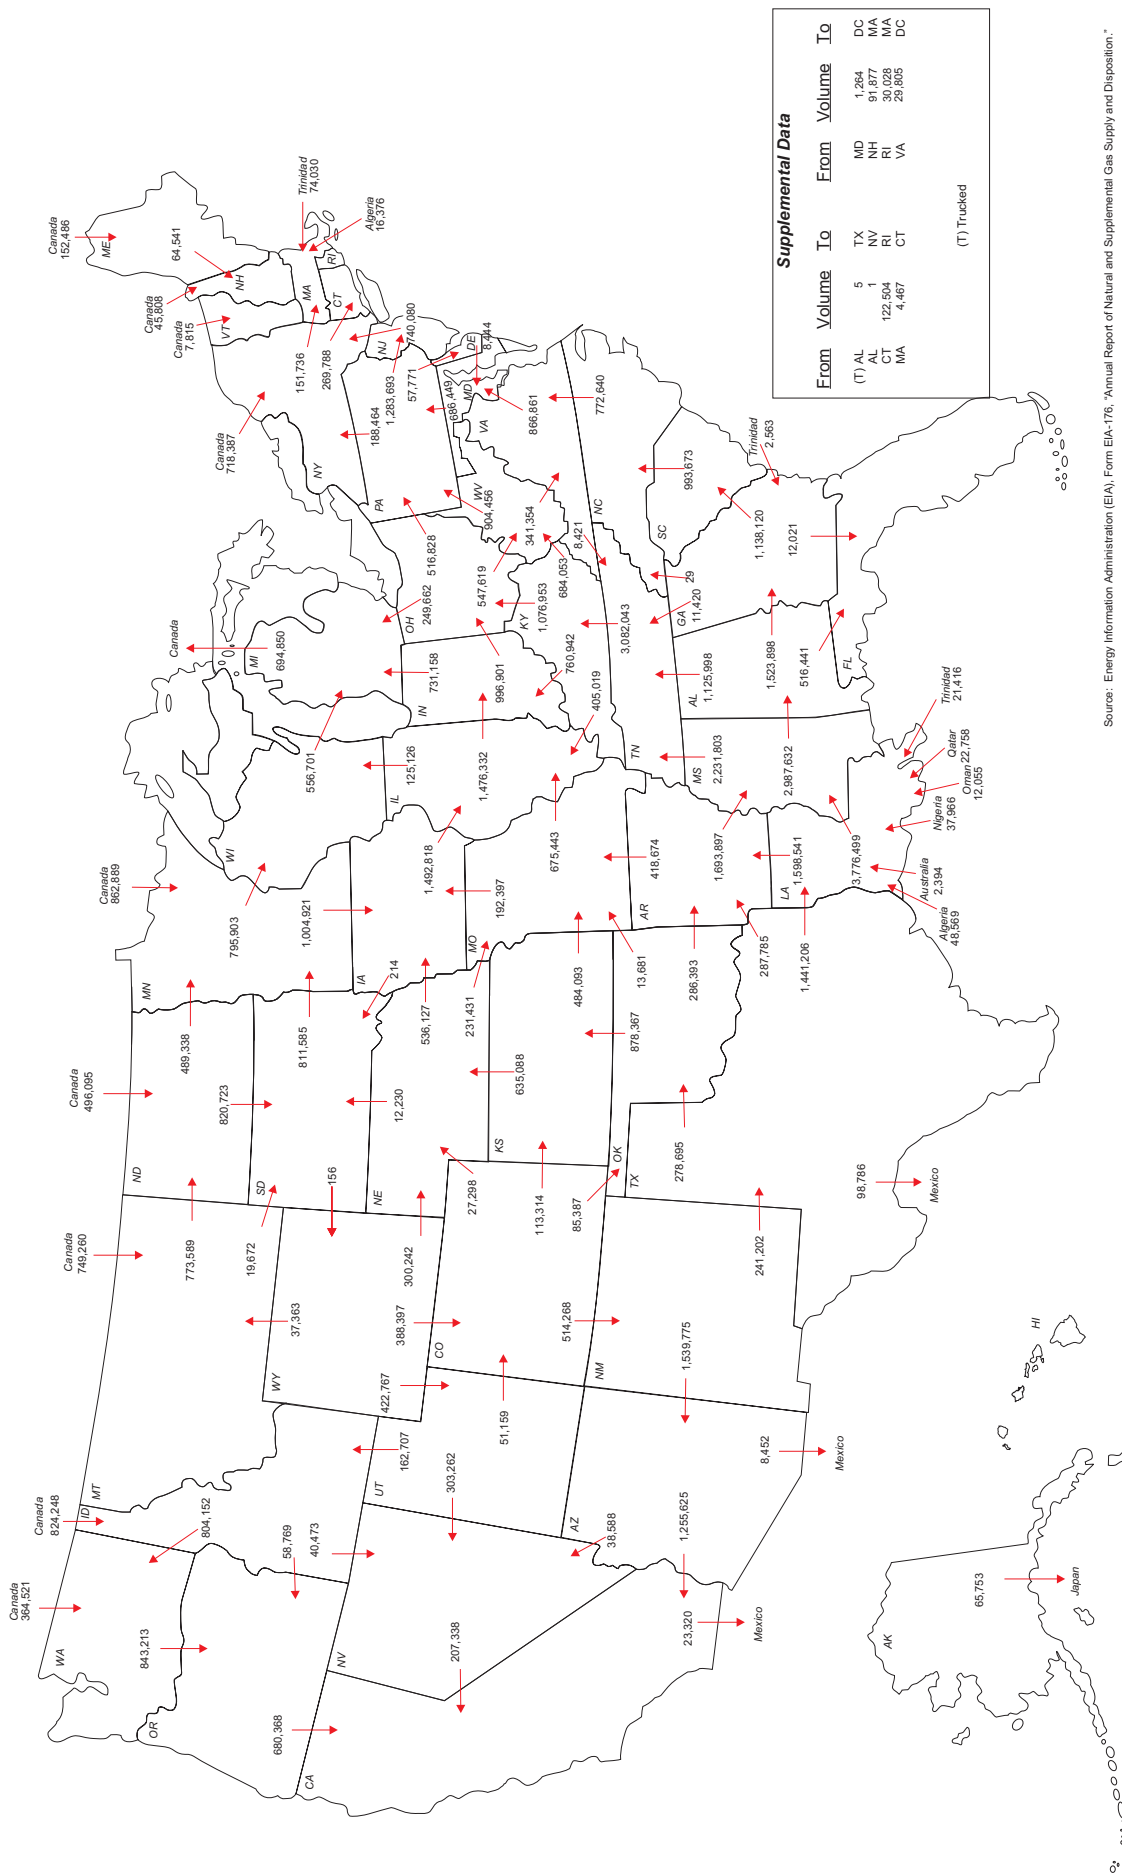 Canada
152,486
ME
64,541
Canada
45,808
NH
Canada
7,815
VT
Trinidad
74,030
Algeria
16,376
MA
RI
CT
151,736
269,788
Canada
718,387
NY
NJ
740,080
1,283,693
188,464
57,771
DE
8,444
686,449
MD
866,861
VA
PA
WV
904,456
516,828
341,354
547,619
684,053
772,640
NC
8,421
993,673
SC
Trinidad
2,563
1,138,120
12,021
29
GA
11,420
Canada
694,850
MI
249,662
OH
KY
1,076,953
731,158
996,901
760,942
3,082,043
IN
556,701
405,019
125,126
IL
1,476,332
TN
AL
1,125,998
1,523,898
516,441
FL
MS
2,231,803
2,987,632
Trinidad
21,416
Qatar
22,758
Oman
12,055
Nigeria
37,966
Australia
2,394
Algeria
48,569
3,776,499
1,598,541
1,693,897
LA
1,441,206
287,785
418,674
AR
286,393
675,443
1,492,818
192,397
MO
484,093
13,681
WI
795,903
Canada
862,889
1,004,921
IA
214
536,127
231,431
MN
489,338
811,585
Canada
496,095
820,723
12,230
635,088
878,367
KS
OK
TX
278,695
ND
SD
NE
27,298
113,314
85,387
Canada
749,260
773,589
19,672
156
300,242
241,202
98,786
Mexico
37,363
388,397
CO
514,268
NM
1,539,775
WY
422,767
51,159
162,707
UT
303,262
AZ
38,588
8,452
Mexico
1,255,625
23,320
Mexico
MT
ID
Canada
824,248
804,152
58,769
40,473
Canada
364,521
WA
843,213
OR
680,368
NV
207,338
CA
AK
65,753
Japan
HI
Supplemental Data
From Volume To From Volume To
(T) AL 5 TX MD 1,264 DC
AL 1 NV NH 91,877 MA
CT 122,504 RI RI 30,028 MA
MA 4,467 CT VA 29,805 DC
(T) Trucked
Source: Energy Information Administration (EIA), Form EIA-176, "Annual Report of Natural and Supplemental Gas Supply and Disposition."